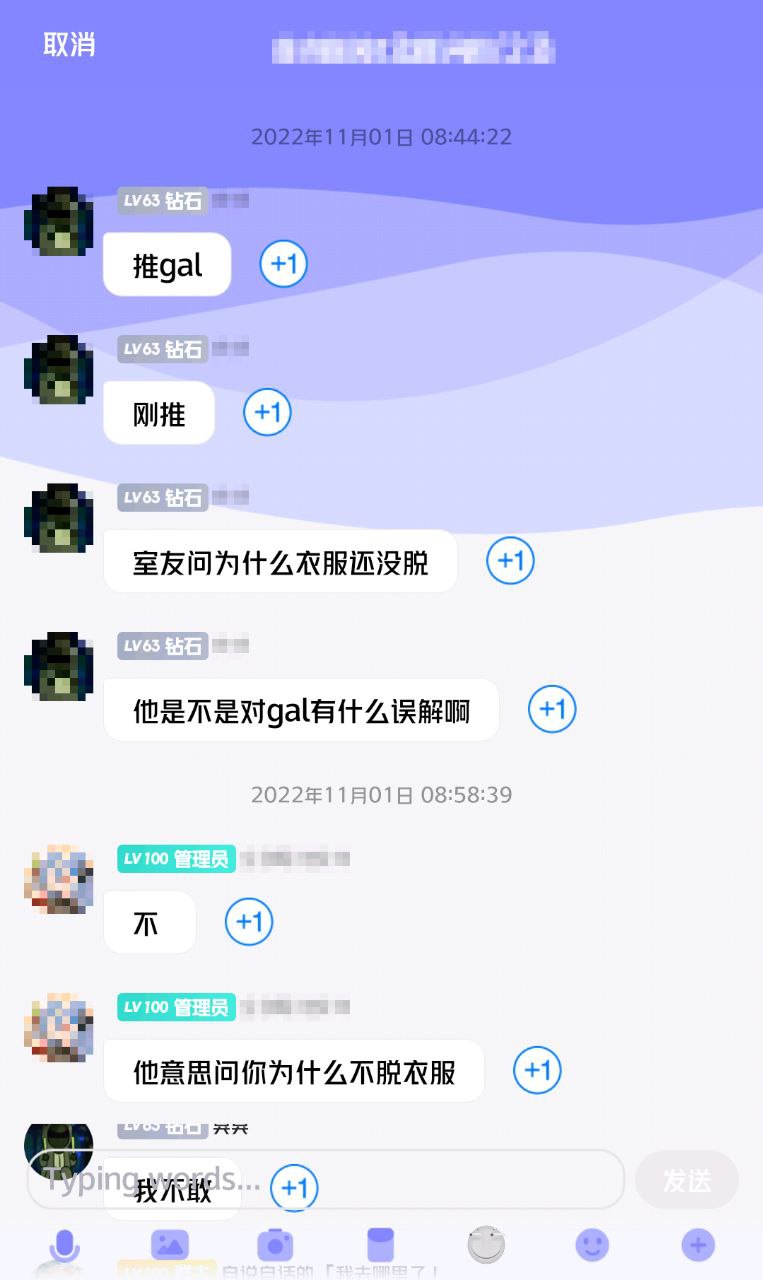 取消
2022年11月01日 08:44:22
LV63 钻石
推gal
+1
LV63 钻石
刚推
+1
LV63 钻石
室友问为什么衣服还没脱
+1
LV63 钻石
他是不是对gal有什么误解啊
+1
2022年11月01日 08:58:39
LV100 管理员
不
+1
LV100 管理员
他意思问你为什么不脱衣服
+1
LV63 钻石
Typing words...
我不敢
+1
发送
自说自话的「我去哪里了！